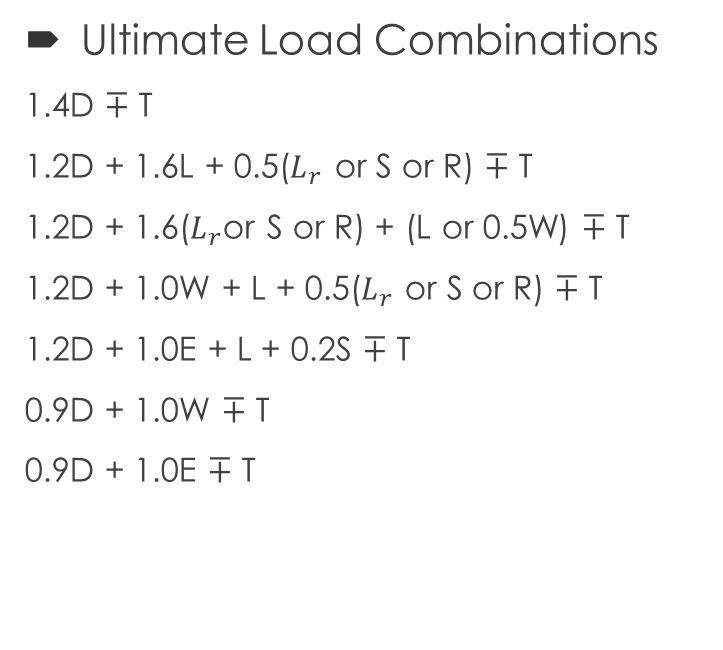 Ultimate Load Combinations
1.4D ∓ T
1.2D + 1.6L + 0.5(Lᵣ or S or R) ∓ T
1.2D + 1.6(Lᵣor S or R) + (L or 0.5W) ∓ T
1.2D + 1.0W + L + 0.5(Lᵣ or S or R) ∓ T
1.2D + 1.0E + L + 0.2S ∓ T
0.9D + 1.0W ∓ T
0.9D + 1.0E ∓ T